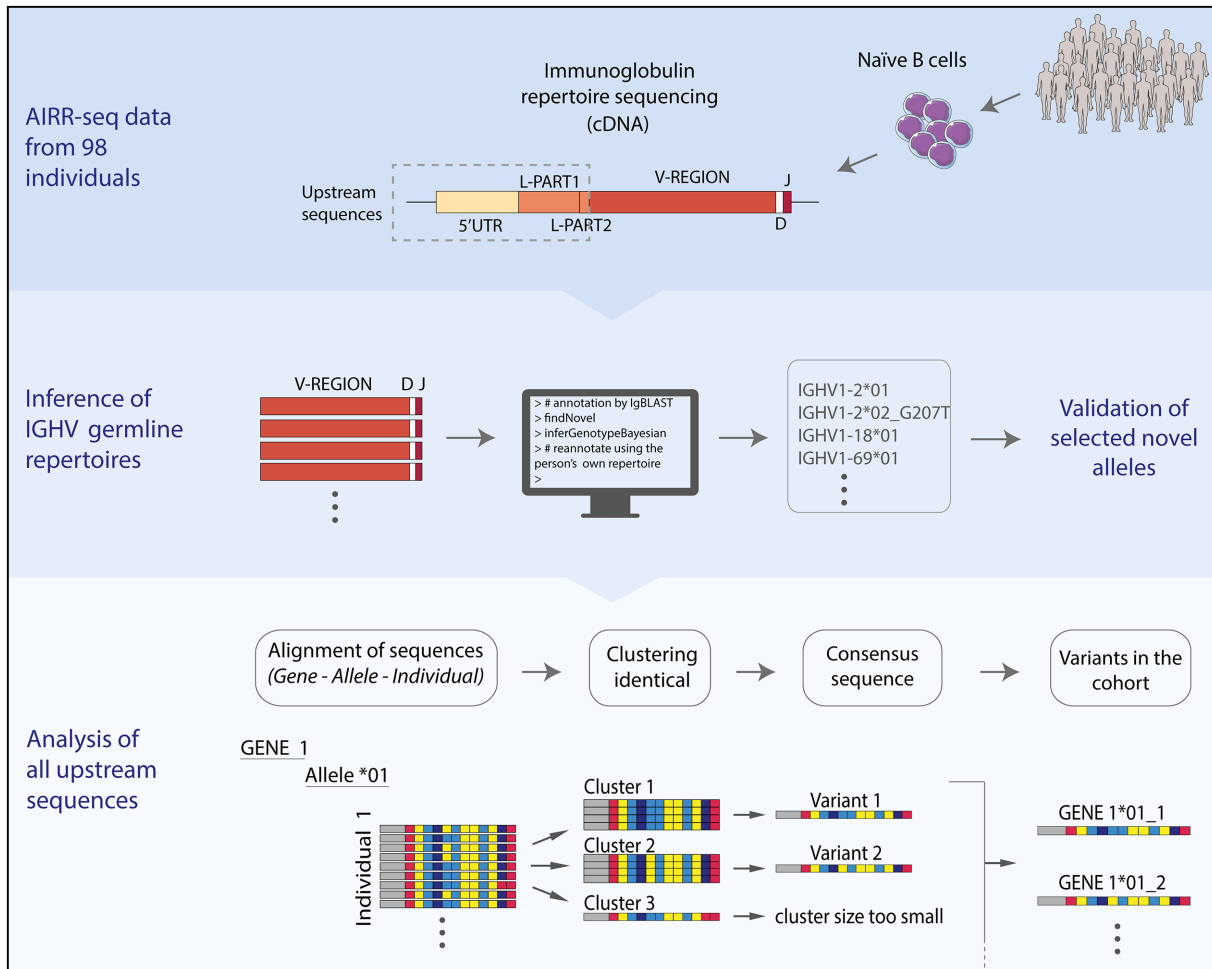 AIRR-seq data
from 98
individuals
Immunoglobulin
repertoire sequencing
(cDNA)
Naïve B cells
Upstream
sequences
L-PART1
V-REGION
J
5'UTR
L-PART2
D
Inference of
IGHV germline
repertoires
V-REGION
D J
> # annotation by IgBLAST
> findNovel
> inferGenotypeBayesian
> # reannotate using the
person's own repertoire
>
IGHV1-2*01
IGHV1-2*02_G207T
IGHV1-18*01
IGHV1-69*01
Validation of
selected novel
alleles
Analysis of
all upstream
sequences
Alignment of sequences
(Gene - Allele - Individual)
Clustering
identical
Consensus
sequence
Variants in the
cohort
GENE 1
Allele *01
Individual 1
Cluster 1
Cluster 2
Cluster 3
Variant 1
Variant 2
cluster size too small
GENE 1*01_1
GENE 1*01_2